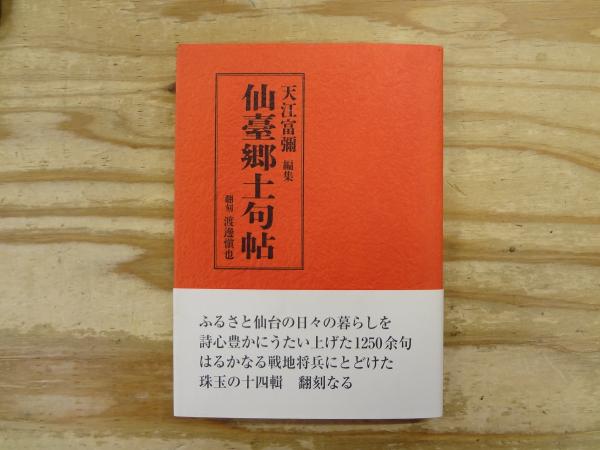 天江富彌 編集
仙臺郷土句帖
翻刻 渡邊愼也
ふるさと仙台の日々の暮らしを
詩心豊かにうたい上げた1250余句
はるかなる戦地将兵にとどけた
珠玉の十四輯 翻刻なる